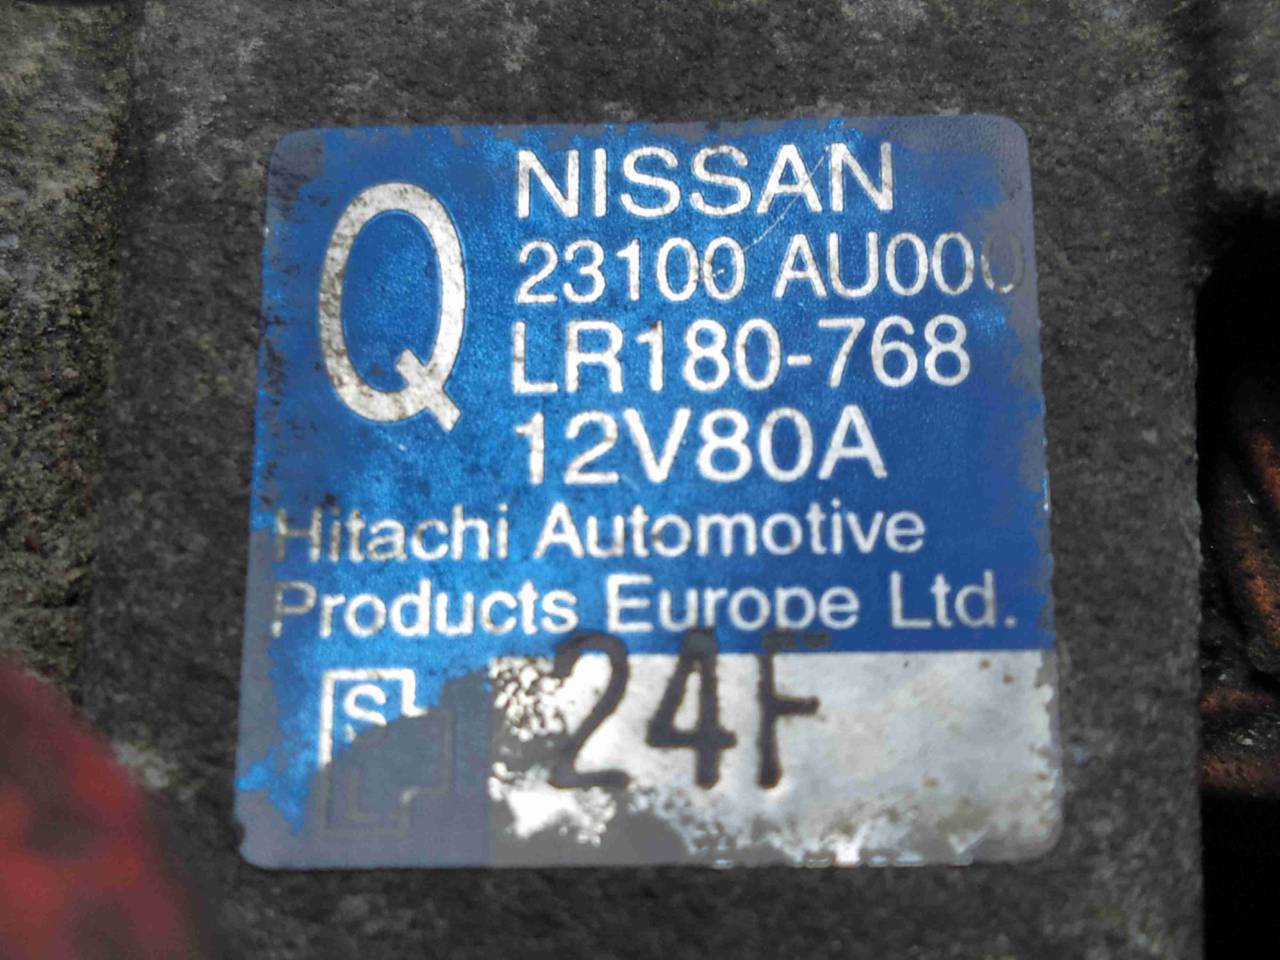 Q
NISSAN
23100 AU000
LR180-768
12V80A
Hitachi Automotive
Products Europe Ltd.
24F
S